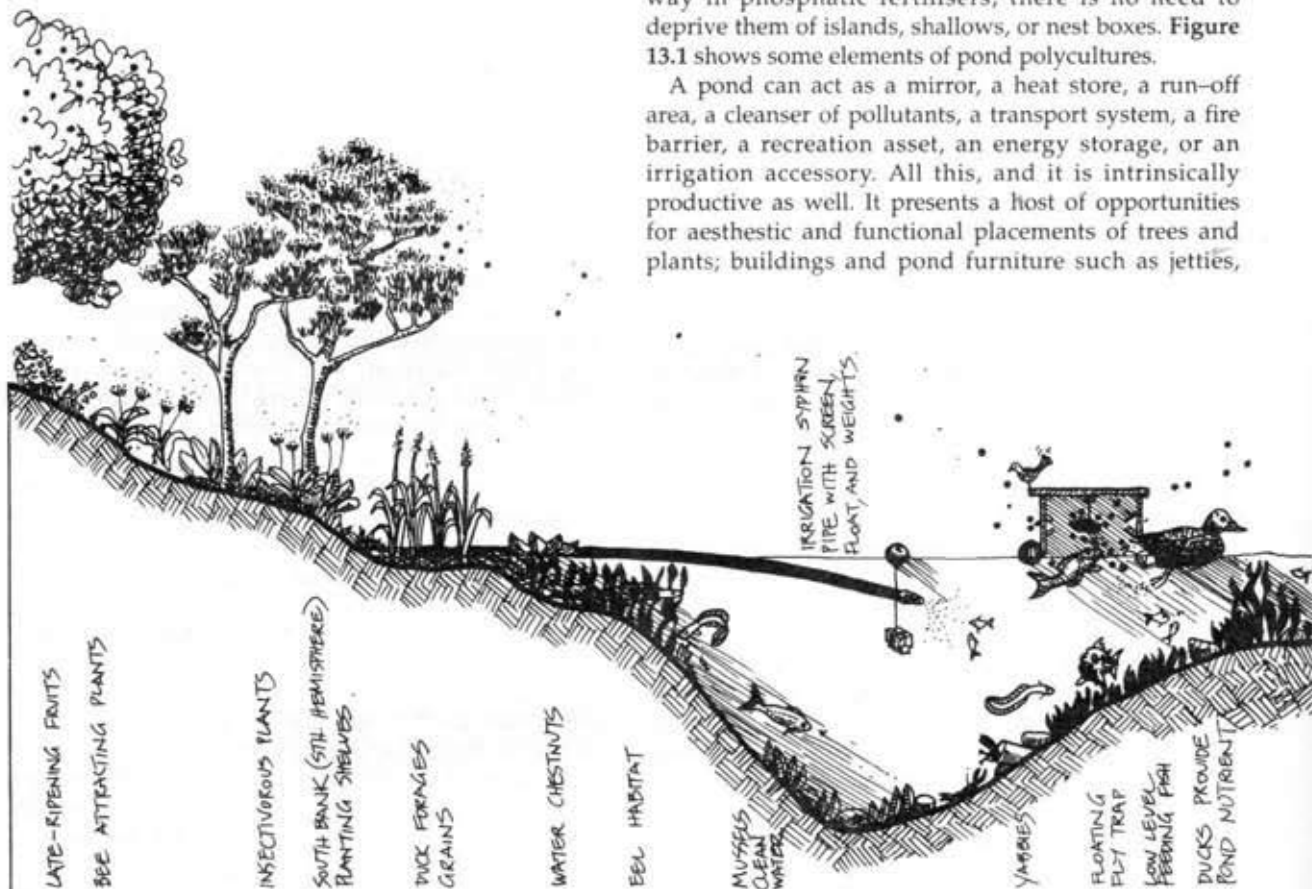 way in phosphatic fertilisers, there is no need to
deprive them of islands, shallows, or nest boxes. Figure
13.1 shows some elements of pond polycultures.
A pond can act as a mirror, a heat store, a run–off
area, a cleanser of pollutants, a transport system, a fire
barrier, a recreation asset, an energy storage, or an
irrigation accessory. All this, and it is intrinsically
productive as well. It presents a host of opportunities
for aesthestic and functional placements of trees and
plants; buildings and pond furniture such as jetties,
IRRIGATION SYPHON
PIPE WITH SCREEN,
FLOAT, AND WEIGHTS.
LATE-RIPENING FRUITS
BEE ATTRACTING PLANTS
INSECTIVOROUS PLANTS
SOUTH BANK (STH. HEMISPHERE)
PLANTING SHELVES.
DUCK FORAGES
GRAINS
WATER CHESTNUTS
EEL HABITAT
MUSSELS
CLEAN
WATER
YABBIES
FLOATING
FLY TRAP
LOW LEVEL
FEEDING FISH
DUCKS PROVIDE
POND NUTRIENT